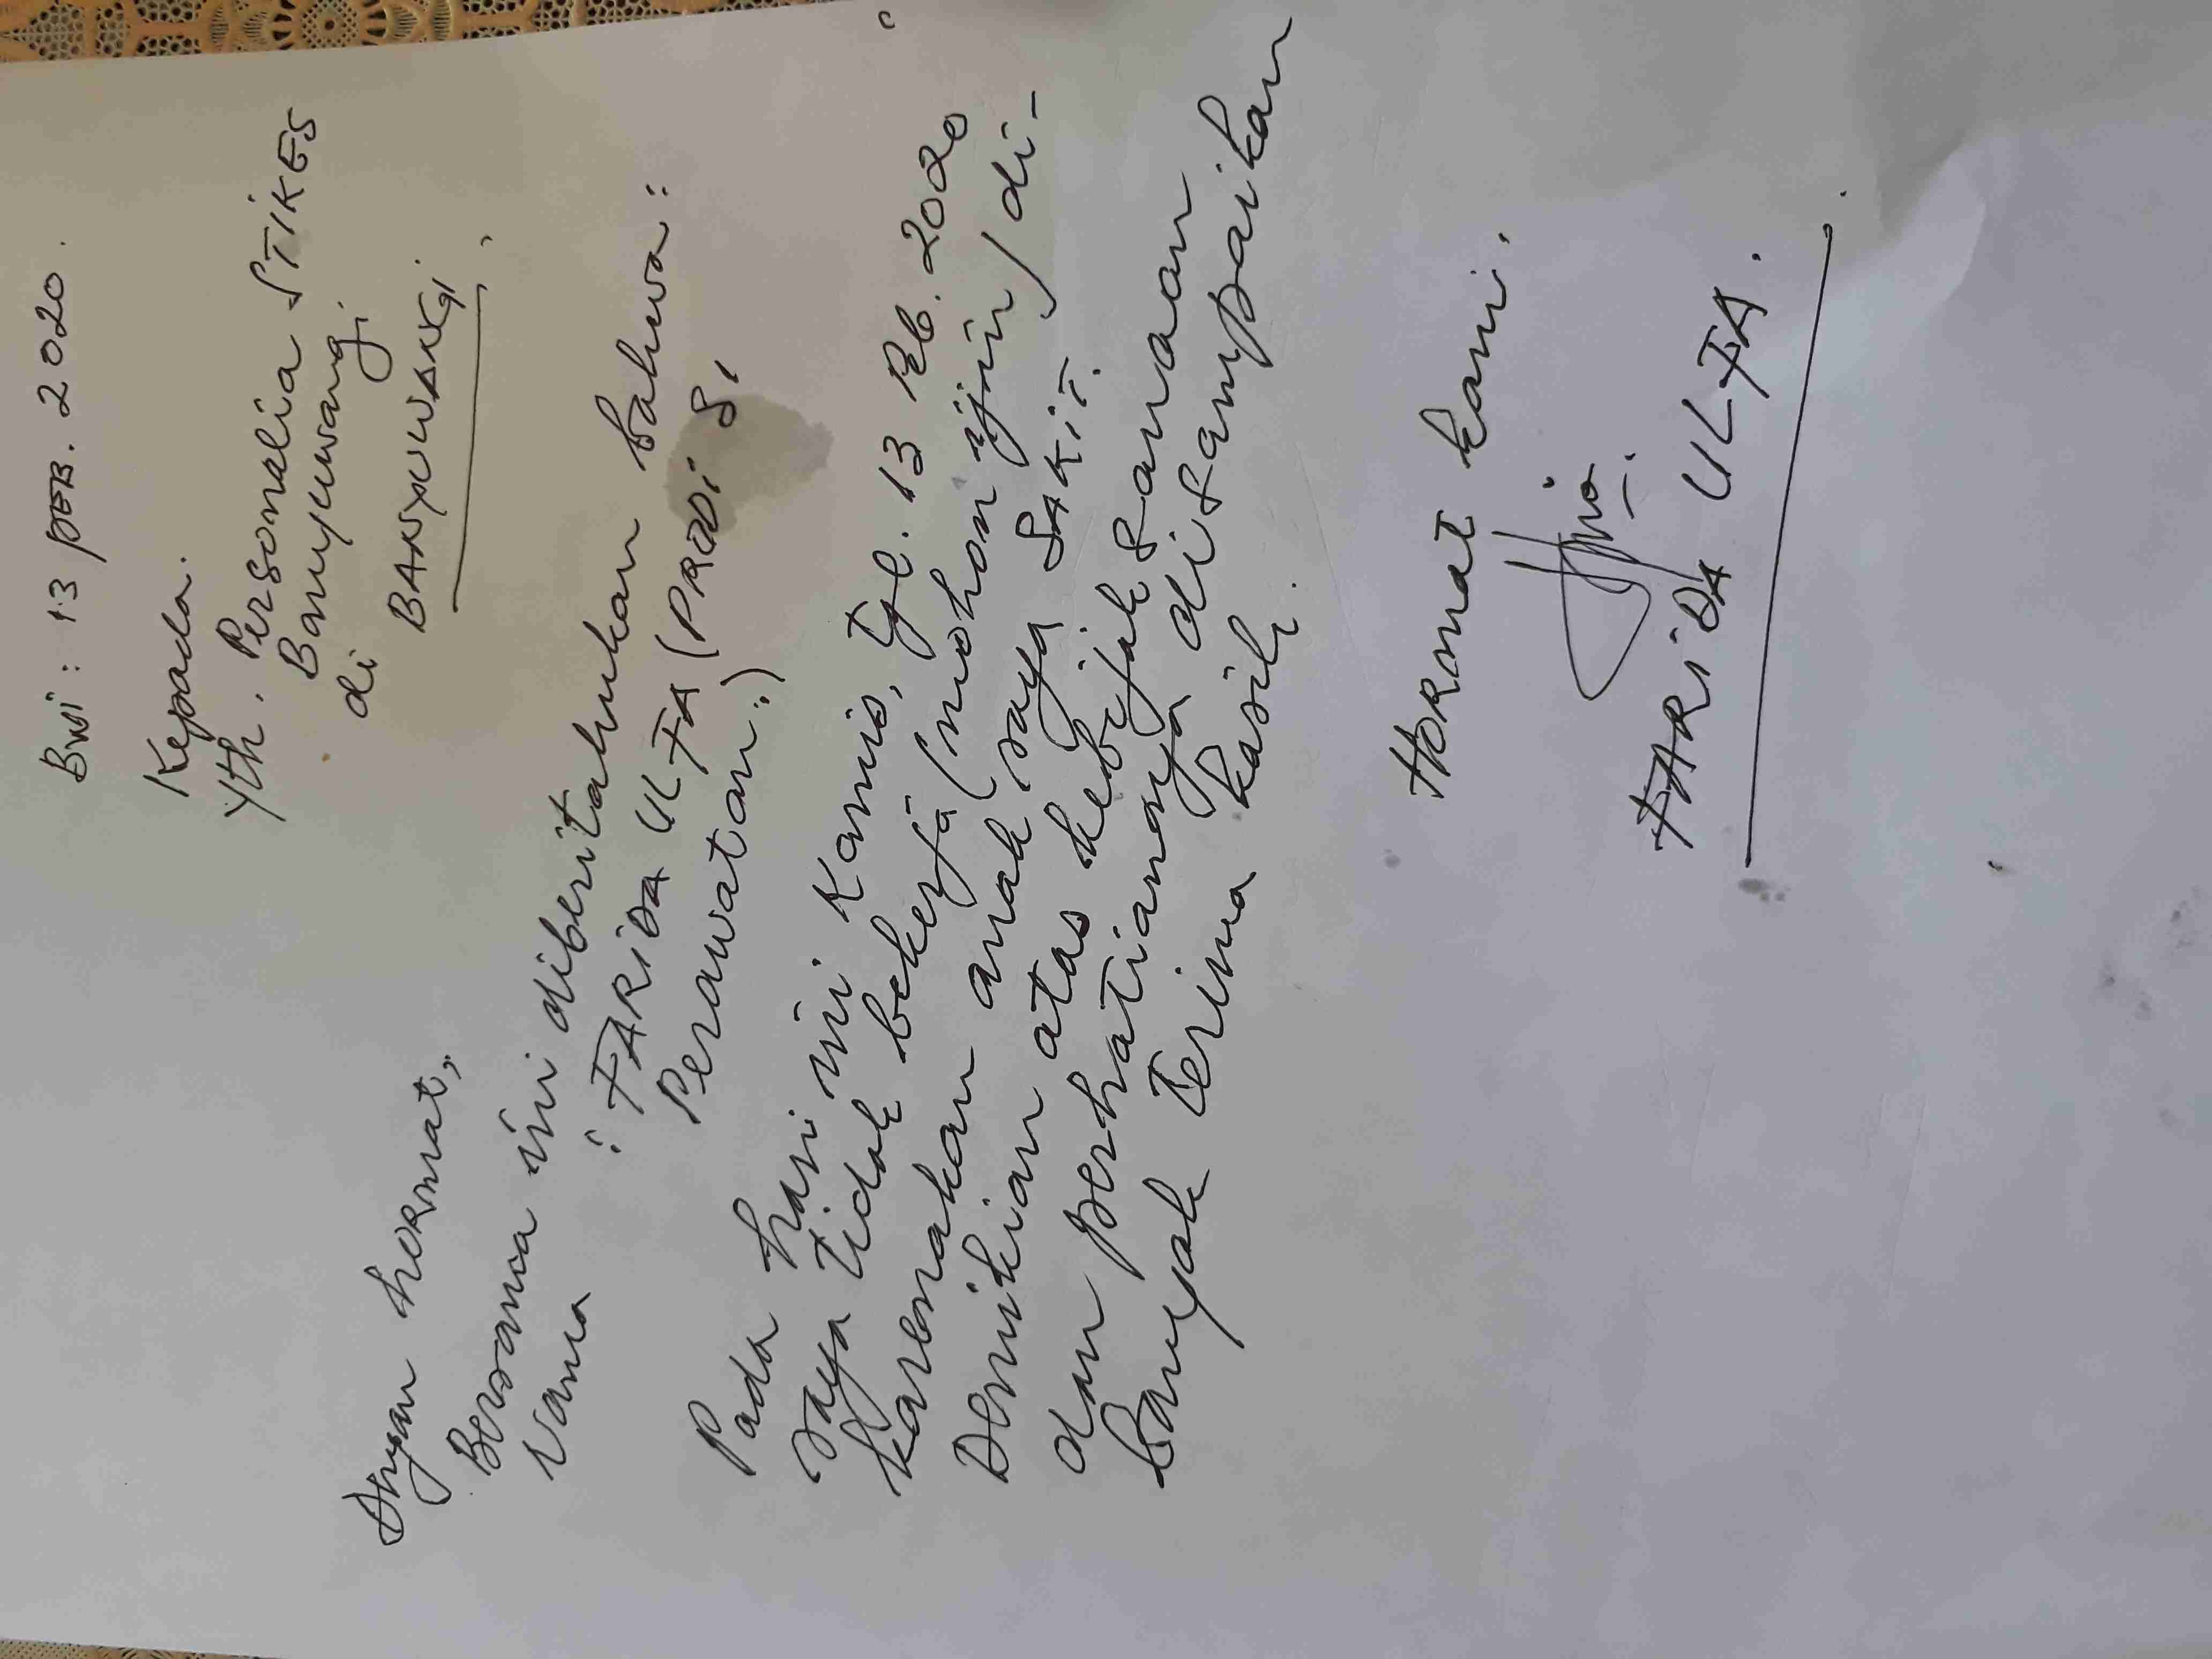 Bwi : 13 PEB. 2020.
Kepada.
Yth. Personalia STIKES
Banyuwangi
di
BANYUWANGI.
Dengan hormat,
Bersama ini diberitahukan bahwa :
Nama : FARIDA ULFA (PRODI S1
Perawatan.)
Pada hari ini Kamis, tgl. 13 Peb. 2020
saya tidak bekerja (mohon ijin) di-
karenakan anak saya SAKIT.
Demikian atas kebijaksanaan
dan perhatiannya disampaikan
banyak terima kasih.
Hormat kami.
FARIDA ULFA.